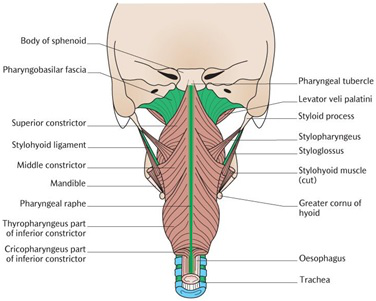 Body of sphenoid
Pharyngobasilar fascia
Superior constrictor
Stylohyoid ligament
Middle constrictor
Mandible
Pharyngeal raphe
Thyropharyngeus part
of inferior constrictor
Cricopharyngeus part
of inferior constrictor
Pharyngeal tubercle
Levator veli palatini
Styloid process
Stylopharyngeus
Styloglossus
Stylohyoid muscle
(cut)
Greater cornu of
hyoid
Oesophagus
Trachea